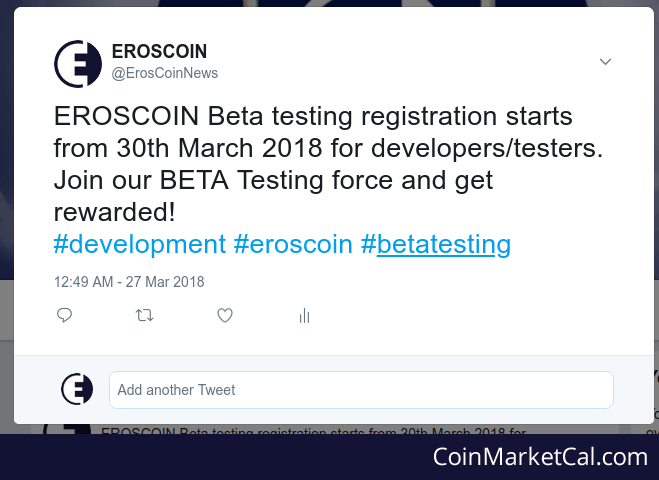 EROSCOIN
@ErosCoinNews
EROSCOIN Beta testing registration starts
from 30th March 2018 for developers/testers.
Join our BETA Testing force and get
rewarded!
#development #eroscoin #betatesting
12:49 AM - 27 Mar 2018
Add another Tweet
EROSCOIN Beta testing registration starts from 30th March 2018 for
CoinMarketCal.com